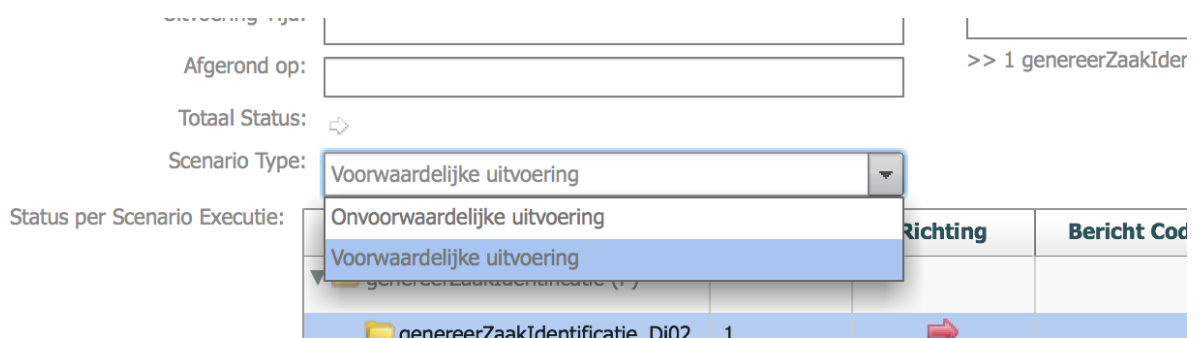 Afgerond op:
>> 1 genereerZaakIder
Totaal Status:
Scenario Type:
Voorwaardelijke uitvoering
Onvoorwaardelijke uitvoering
Voorwaardelijke uitvoering
Status per Scenario Executie:
Richting
Bericht Cod
genereerZaakIdentificatie_Di02
1